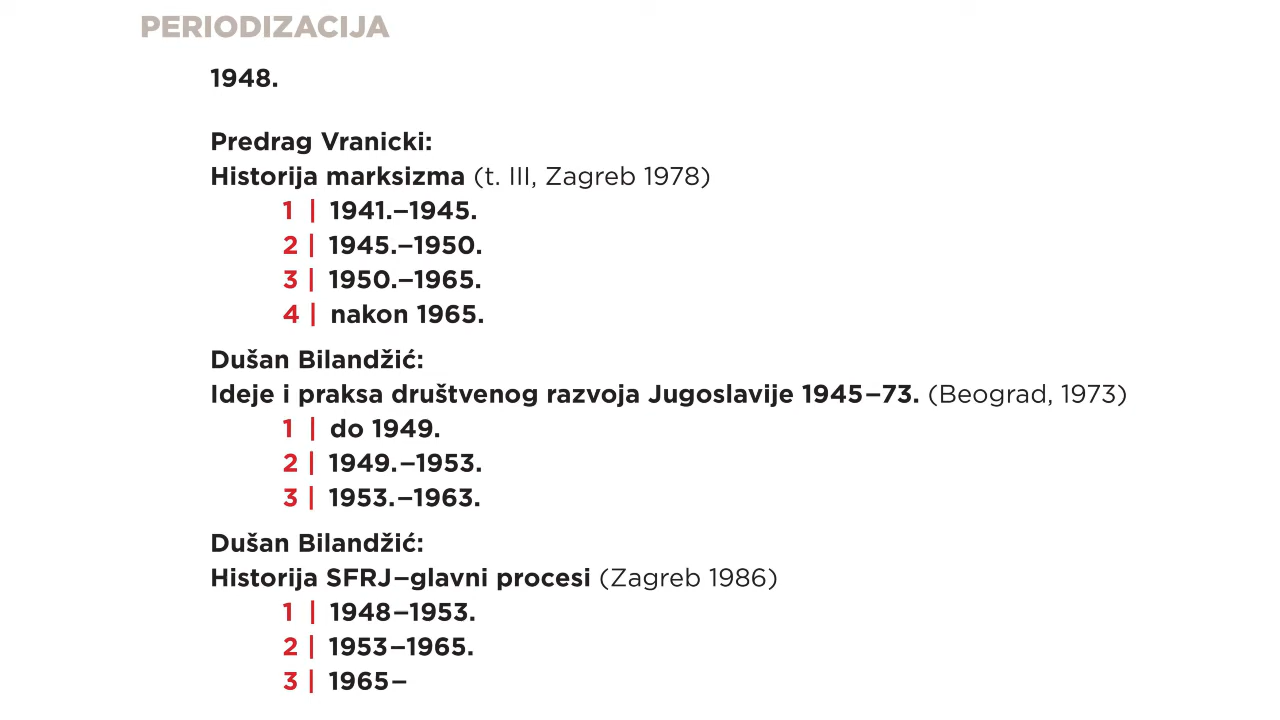 PERIODIZACIJA
1948.
Predrag Vranicki:
Historija marksizma (t. III, Zagreb 1978)
1 | 1941.–1945.
2 | 1945.–1950.
3 | 1950.–1965.
4 | nakon 1965.
Dušan Bilandžić:
Ideje i praksa društvenog razvoja Jugoslavije 1945–73. (Beograd, 1973)
1 | do 1949.
2 | 1949.–1953.
3 | 1953.–1963.
Dušan Bilandžić:
Historija SFRJ–glavni procesi (Zagreb 1986)
1 | 1948–1953.
2 | 1953–1965.
3 | 1965–